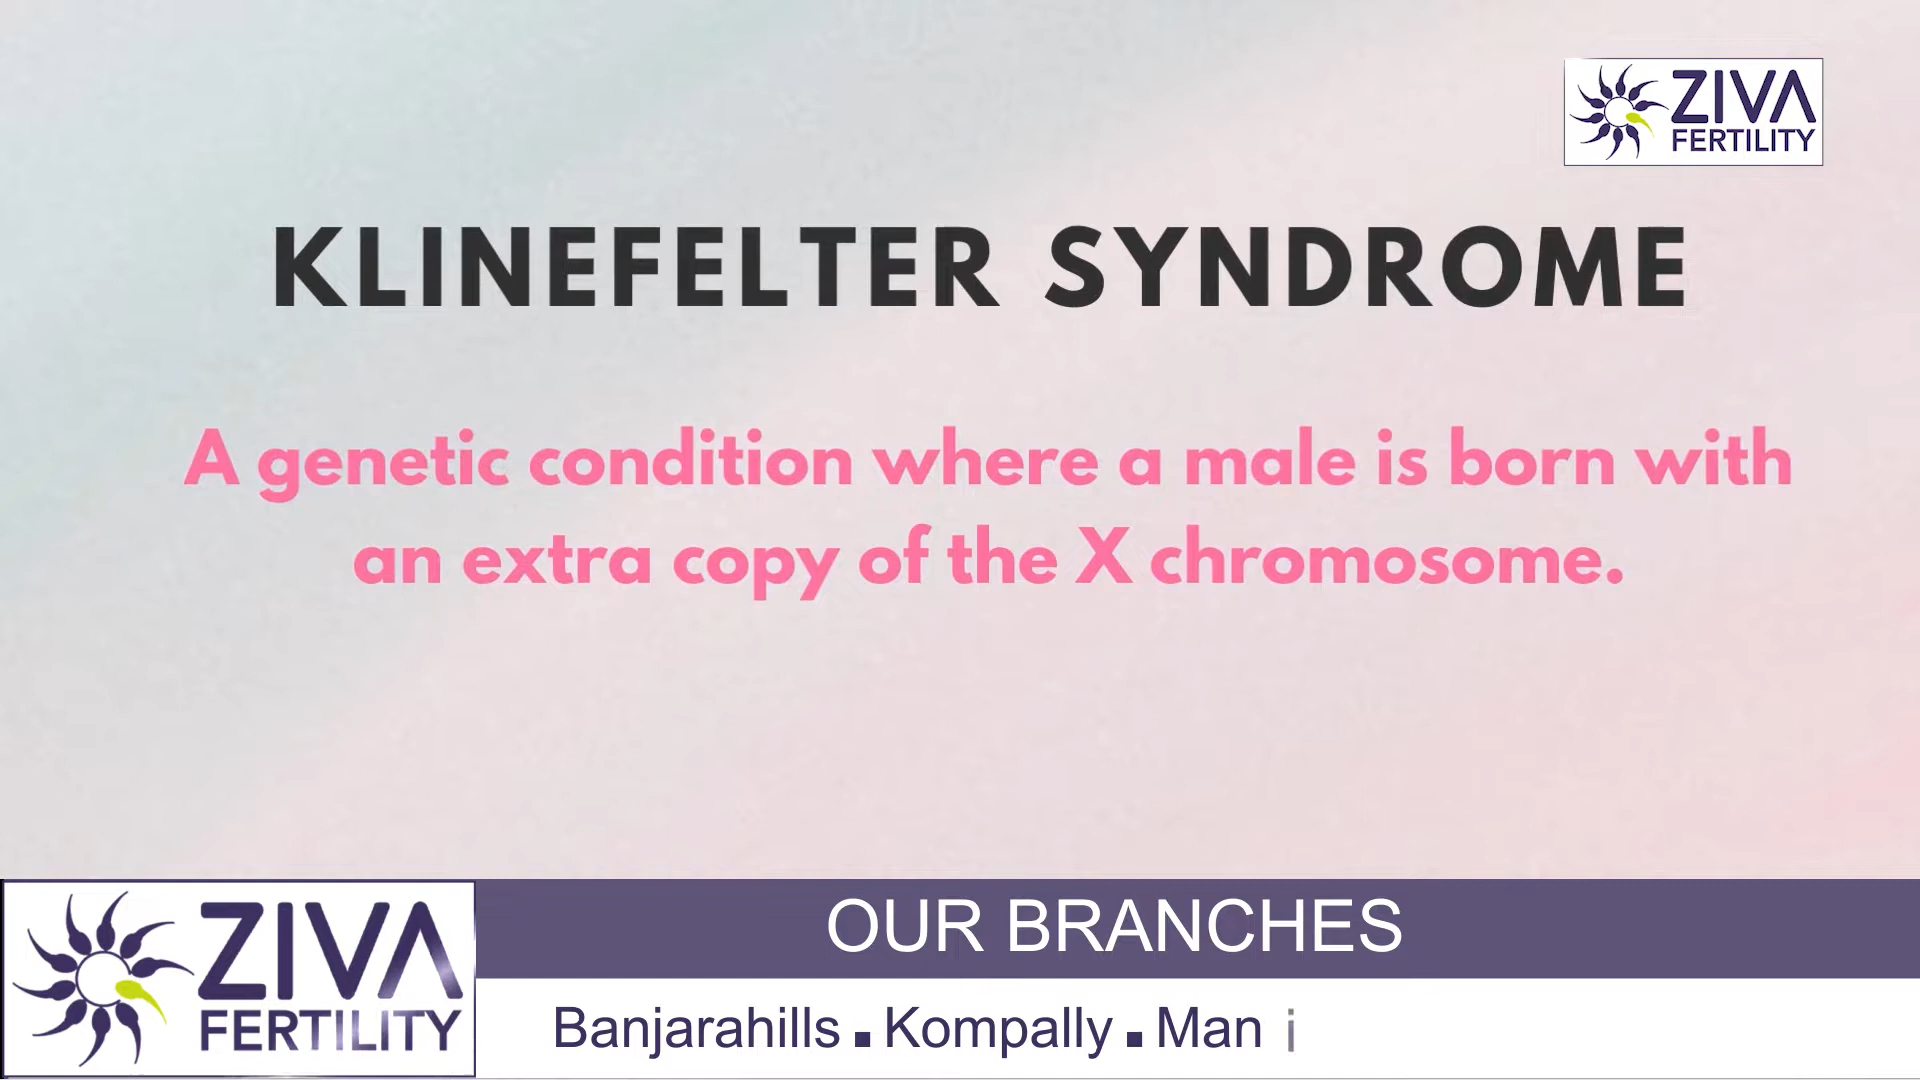 ZIVA
FERTILITY
KLINEFELTER SYNDROME
A genetic condition where a male is born with
an extra copy of the X chromosome.
ZIVA
FERTILITY
OUR BRANCHES
Banjarahills ▪ Kompally ▪ Man i